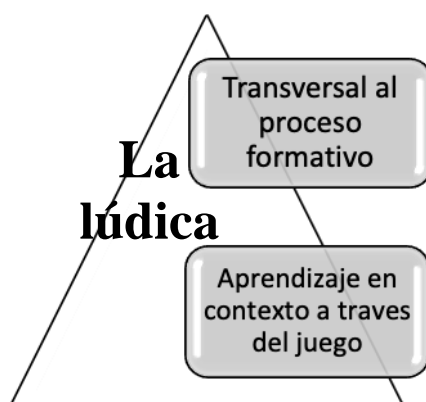 La
lúdica
Transversal al
proceso
formativo
Aprendizaje en
contexto a traves
del juego